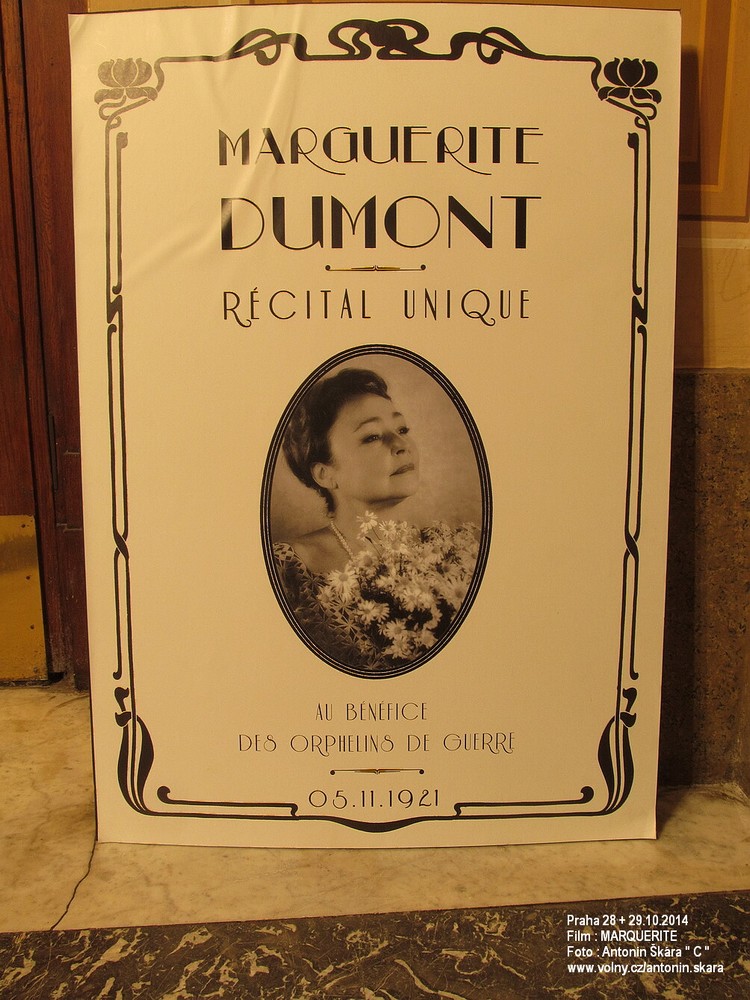 MARGUERITE
DUMONT
RÉCITAL UNIQUE
AU BÉNÉFICE
DES ORPHELINS DE GUERRE
05.11.1921
Praha 28 + 29.10.2014
Film : MARQUERITE
Foto : Antonin Škára " C "
www.volny.cz/antonin.skara